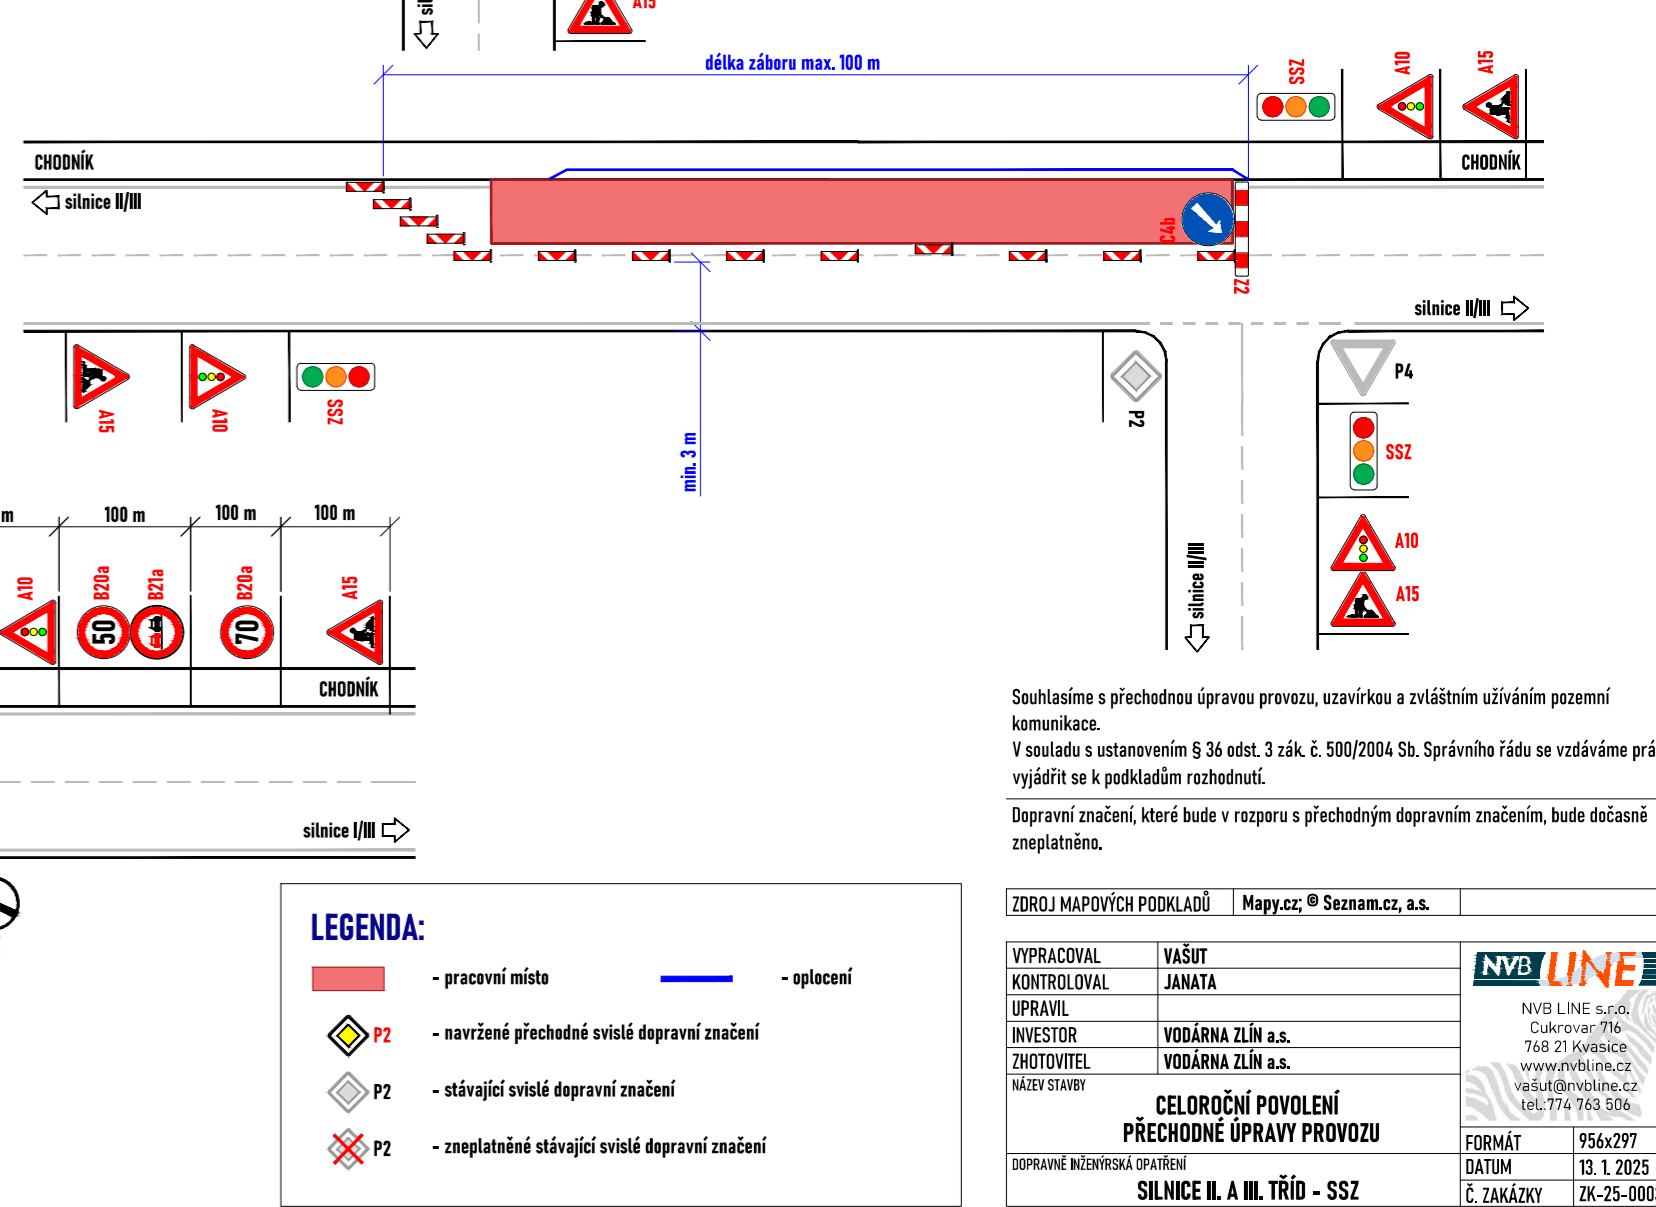 A15
délka záboru max. 100 m
SSZ
A10
A15
CHODNÍK
CHODNÍK
silnice II/III
C4b
Z2
silnice II/III
A15
A10
SSZ
P2
P4
SSZ
min. 3 m
A10
A15
silnice II/III
m
100 m
100 m
100 m
A10
B20a
B21a
B20a
A15
50
70
CHODNÍK
silnice I/III
Souhlasíme s přechodnou úpravou provozu, uzavírkou a zvláštním užíváním pozemní
komunikace.
V souladu s ustanovením § 36 odst. 3 zák. č. 500/2004 Sb. Správního řádu se vzdáváme prá
vyjádřit se k podkladům rozhodnutí.
Dopravní značení, které bude v rozporu s přechodným dopravním značením, bude dočasně
zneplatněno.
ZDROJ MAPOVÝCH PODKLADŮ Mapy.cz; © Seznam.cz, a.s.
LEGENDA:
- pracovní místo - oplocení
P2 - navržené přechodné svislé dopravní značení
P2 - stávající svislé dopravní značení
P2 - zneplatněné stávající svislé dopravní značení
VYPRACOVAL VAŠUT
KONTROLOVAL JANATA
UPRAVIL
INVESTOR VODÁRNA ZLÍN a.s.
ZHOTOVITEL VODÁRNA ZLÍN a.s.
NÁZEV STAVBY
CELOROČNÍ POVOLENÍ
PŘECHODNÉ ÚPRAVY PROVOZU
DOPRAVNĚ INŽENÝRSKÁ OPATŘENÍ
SILNICE II. A III. TŘÍD - SSZ
NVB LINE
NVB LINE s.r.o.
Cukrovar 716
768 21 Kvasice
www.nvbline.cz
vašut@nvbline.cz
tel.:774 763 506
FORMÁT 956x297
DATUM 13. 1. 2025
Č. ZAKÁZKY ZK-25-000